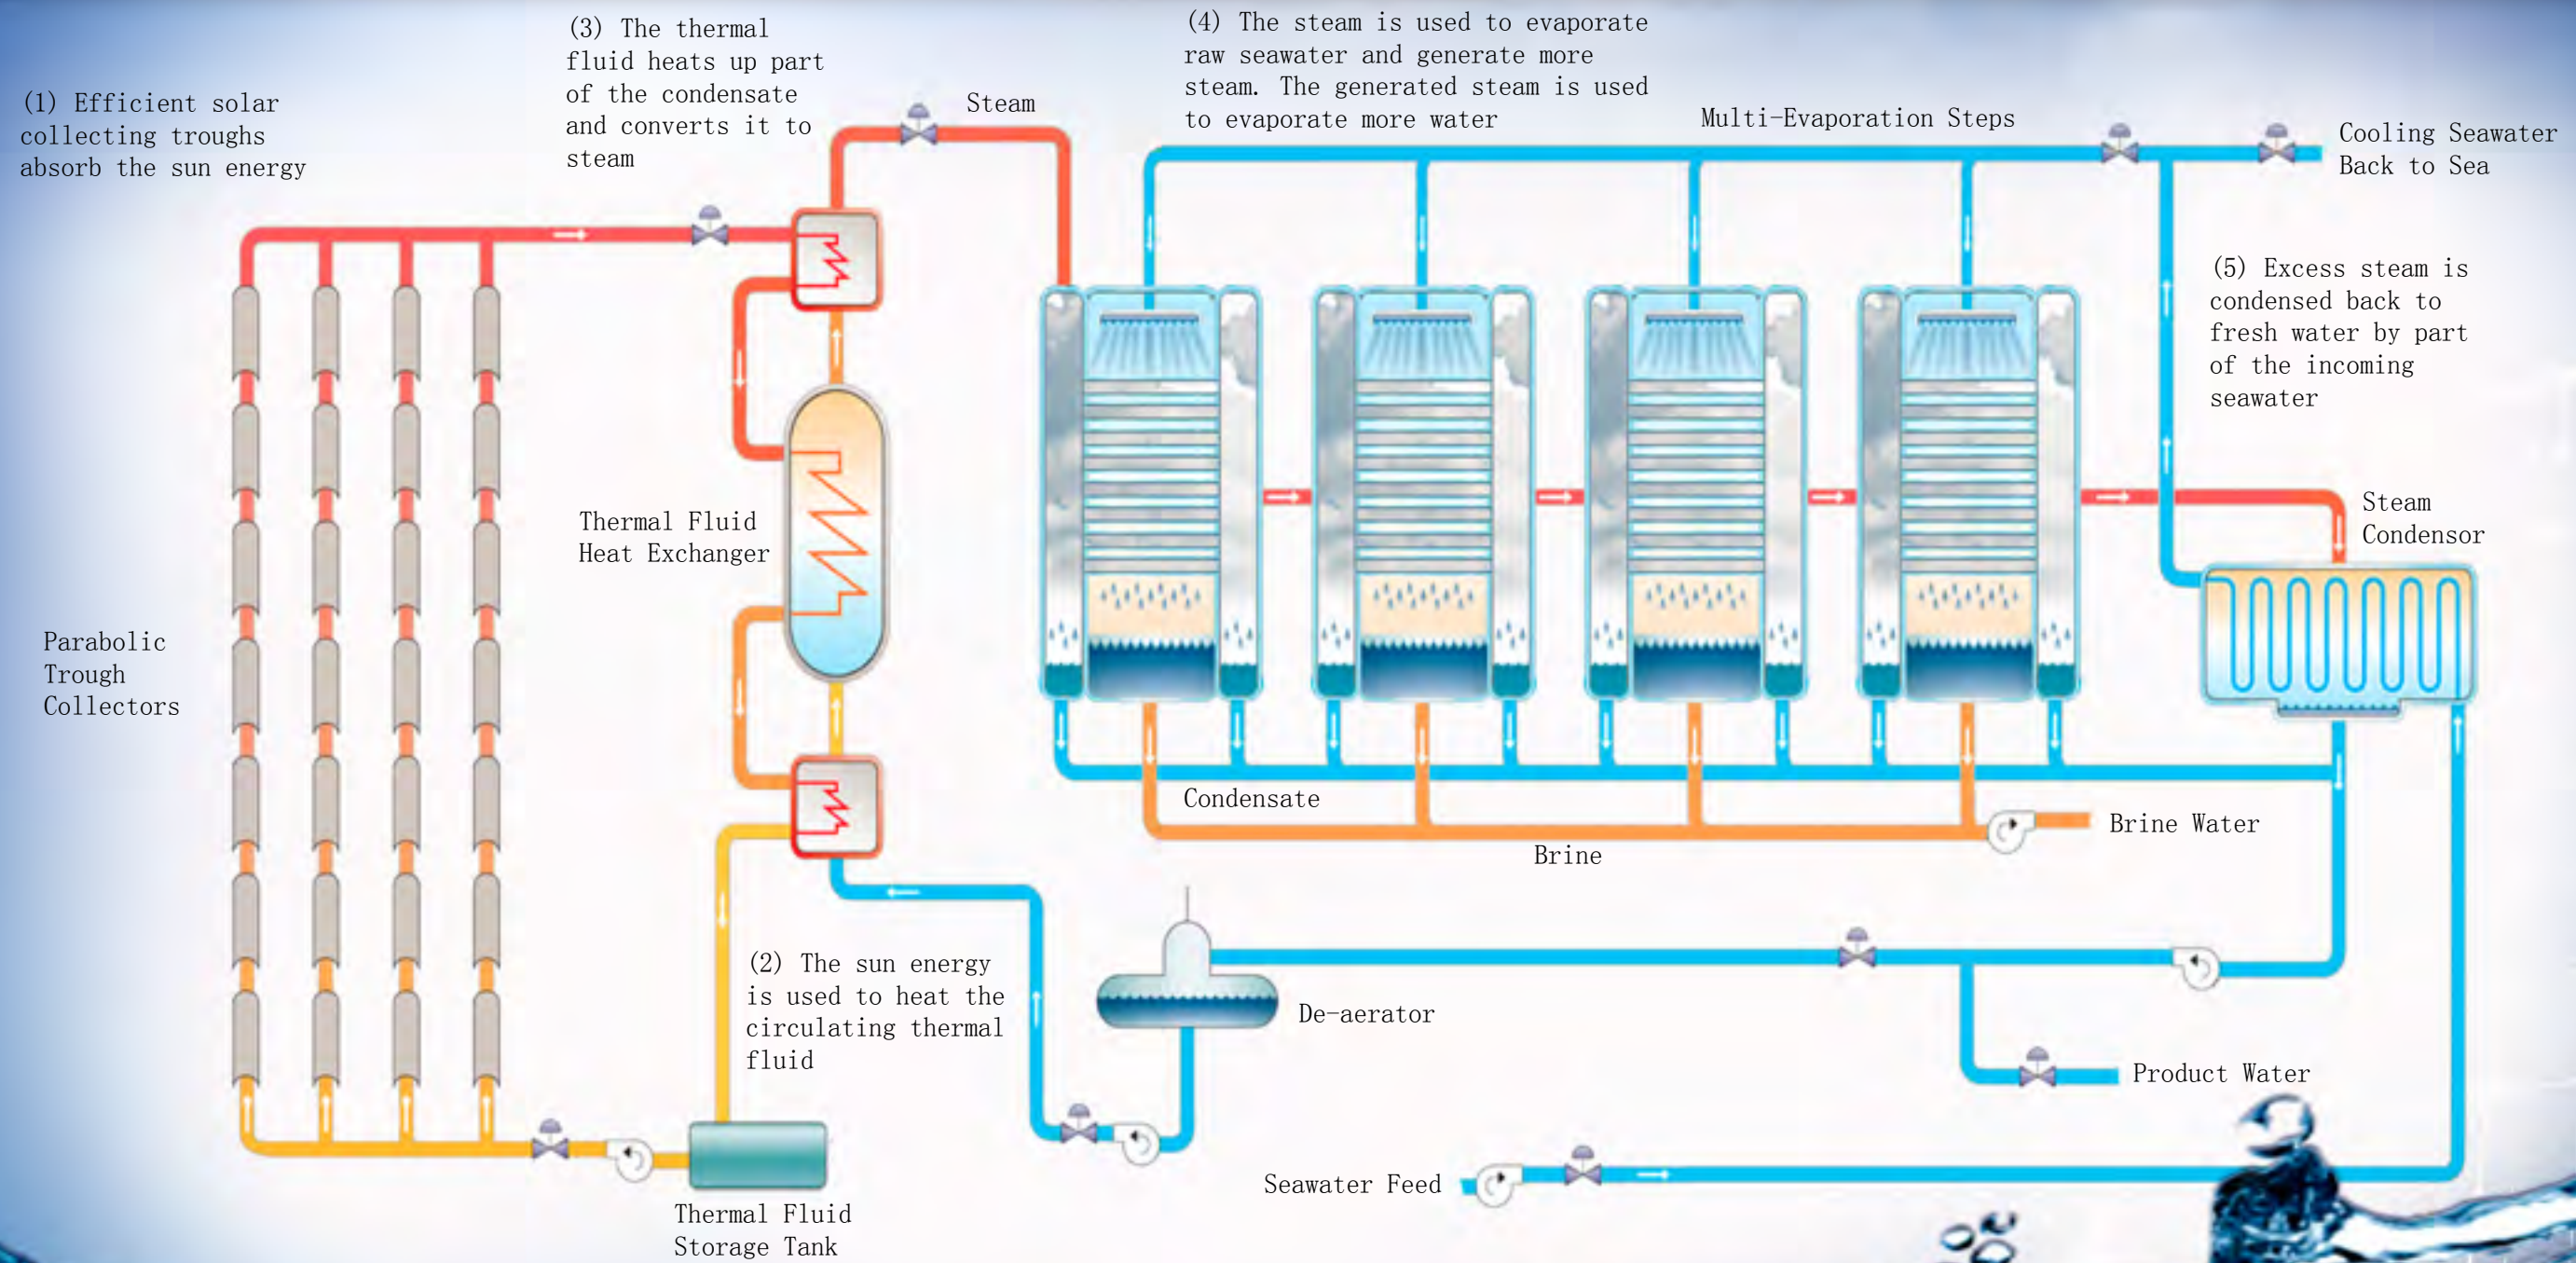 (1) Efficient solar
collecting troughs
absorb the sun energy
(3) The thermal
fluid heats up part
of the condensate
and converts it to
steam
Steam
(4) The steam is used to evaporate
raw seawater and generate more
steam. The generated steam is used
to evaporate more water
Multi-Evaporation Steps
Cooling Seawater
Back to Sea
(5) Excess steam is
condensed back to
fresh water by part
of the incoming
seawater
Steam
Condensor
Thermal Fluid
Heat Exchanger
Parabolic
Trough
Collectors
Condensate
Brine Water
Brine
(2) The sun energy
is used to heat the
circulating thermal
fluid
De-aerator
Product Water
Seawater Feed
Thermal Fluid
Storage Tank